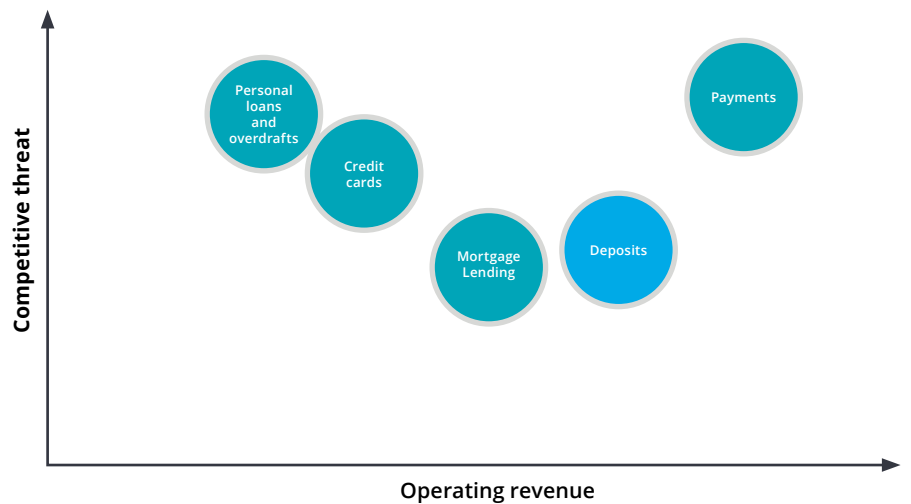 Competitive threat
Personal
loans
and
overdrafts
Credit
cards
Mortgage
Lending
Deposits
Payments
Operating revenue